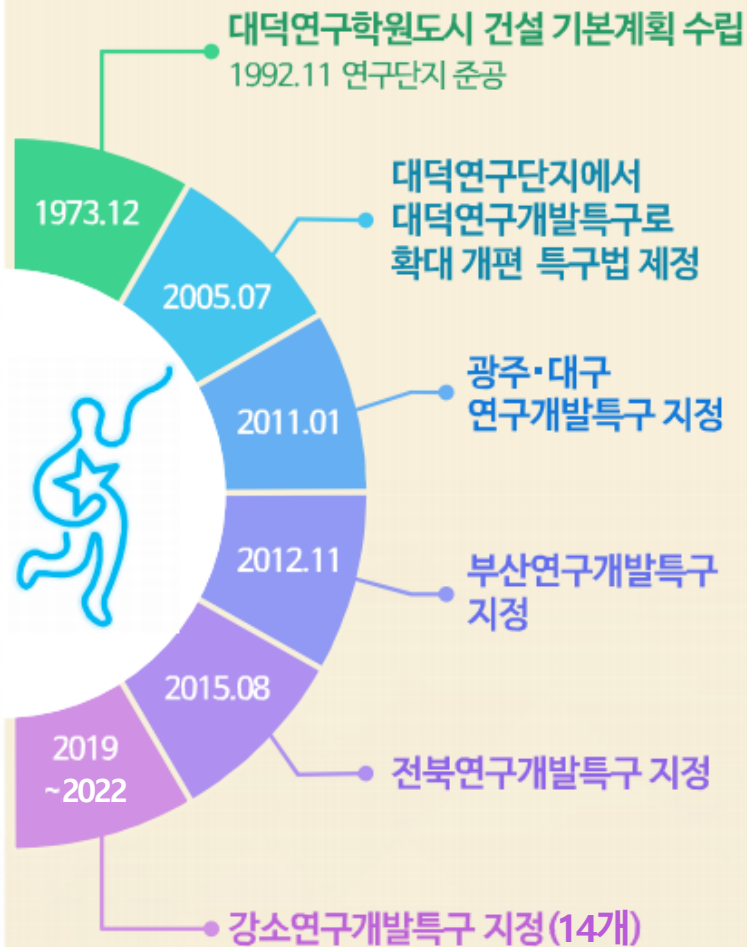 대덕연구학원도시 건설 기본계획 수립
1992.11 연구단지 준공
1973.12
대덕연구단지에서
대덕연구개발특구로
확대 개편 특구법 제정
2005.07
광주·대구
연구개발특구 지정
2011.01
부산연구개발특구
지정
2012.11
전북연구개발특구 지정
2015.08
2019
~2022
강소연구개발특구 지정(14개)